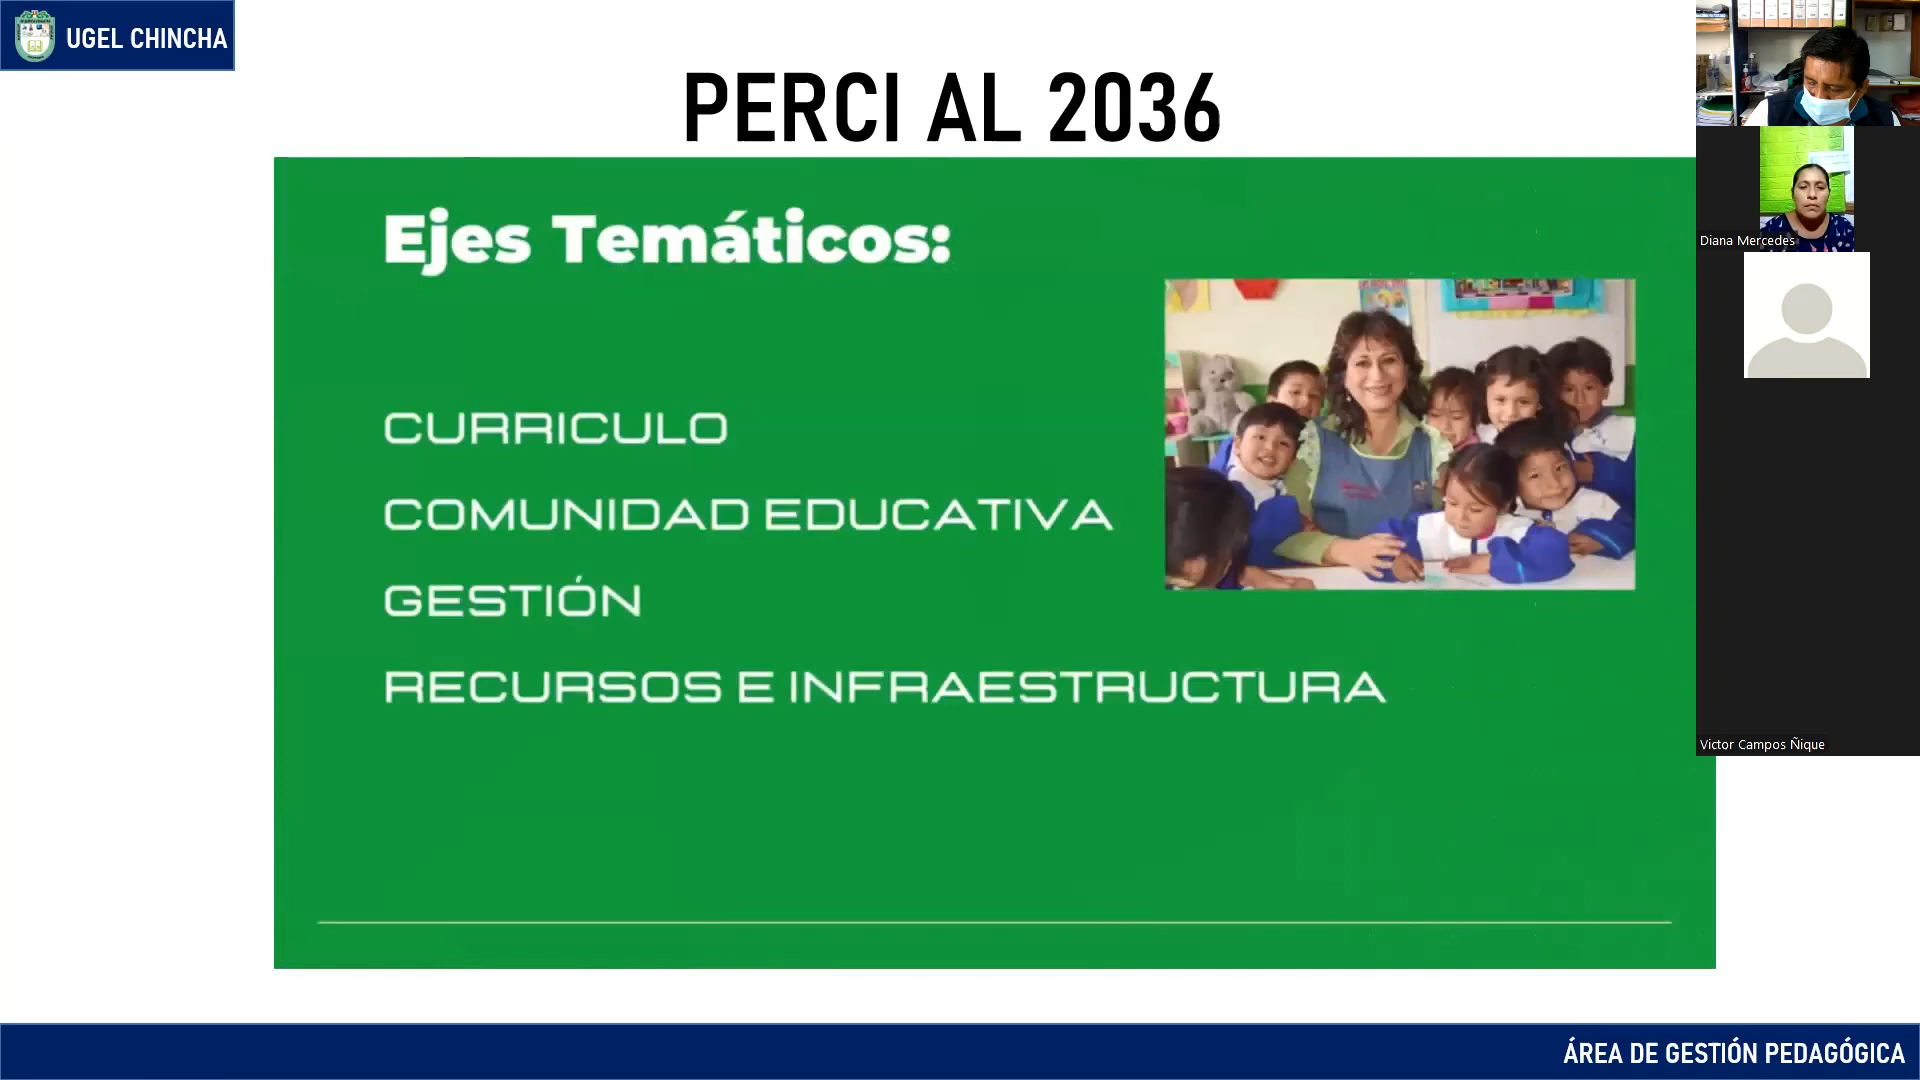 UGEL CHINCHA
PERCI AL 2036
Ejes Temáticos:
CURRICULO
COMUNIDAD EDUCATIVA
GESTIÓN
RECURSOS E INFRAESTRUCTURA
Diana Mercedes
Victor Campos Ñique
ÁREA DE GESTIÓN PEDAGÓGICA